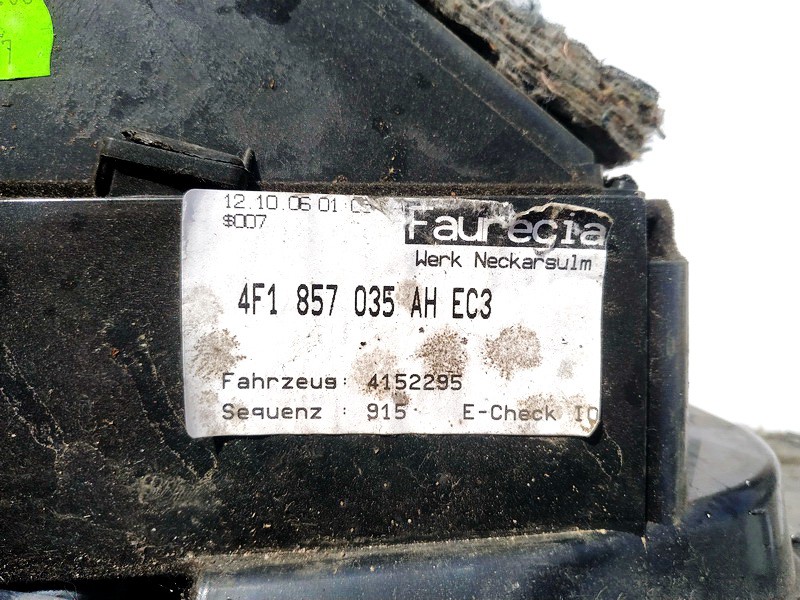 12.10.06 01:
$007
Faurecia
Werk Neckarsulm
4F1 857 035 AH EC3
Fahrzeug: 4152295
Sequenz : 915 E-Check IO